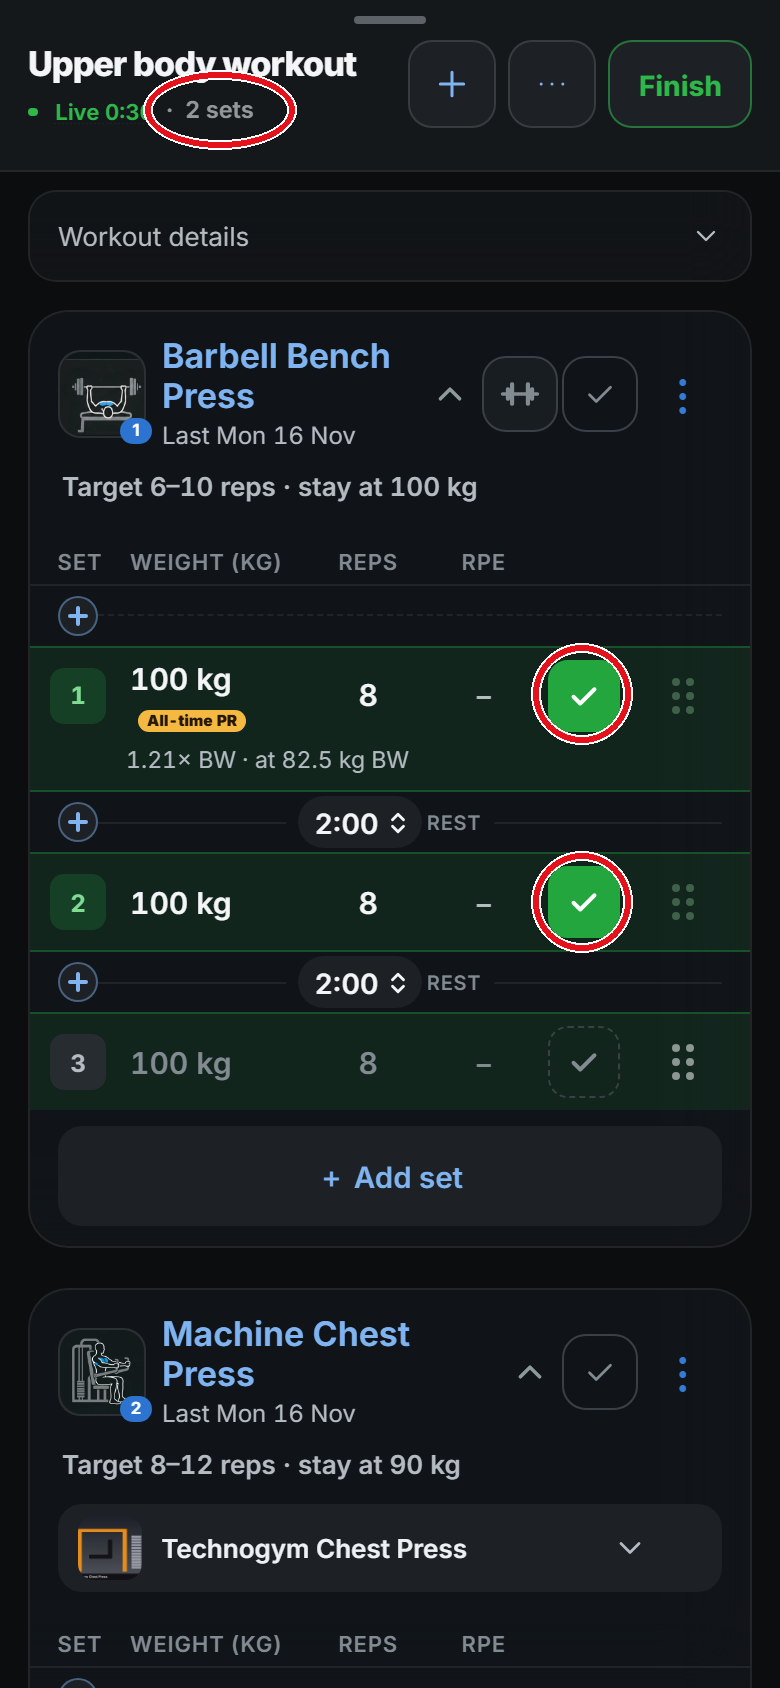 Upper body workout
Live 0:30 · 2 sets
+
...
Finish
Workout details
Barbell Bench
Press
1
Last Mon 16 Nov
Target 6–10 reps · stay at 100 kg
SET WEIGHT (KG) REPS RPE
1 100 kg 8 –
All-time PR
1.21× BW · at 82.5 kg BW
2:00 REST
2 100 kg 8 –
2:00 REST
3 100 kg 8 –
+ Add set
Machine Chest
Press
2
Last Mon 16 Nov
Target 8–12 reps · stay at 90 kg
Technogym Chest Press
SET WEIGHT (KG) REPS RPE